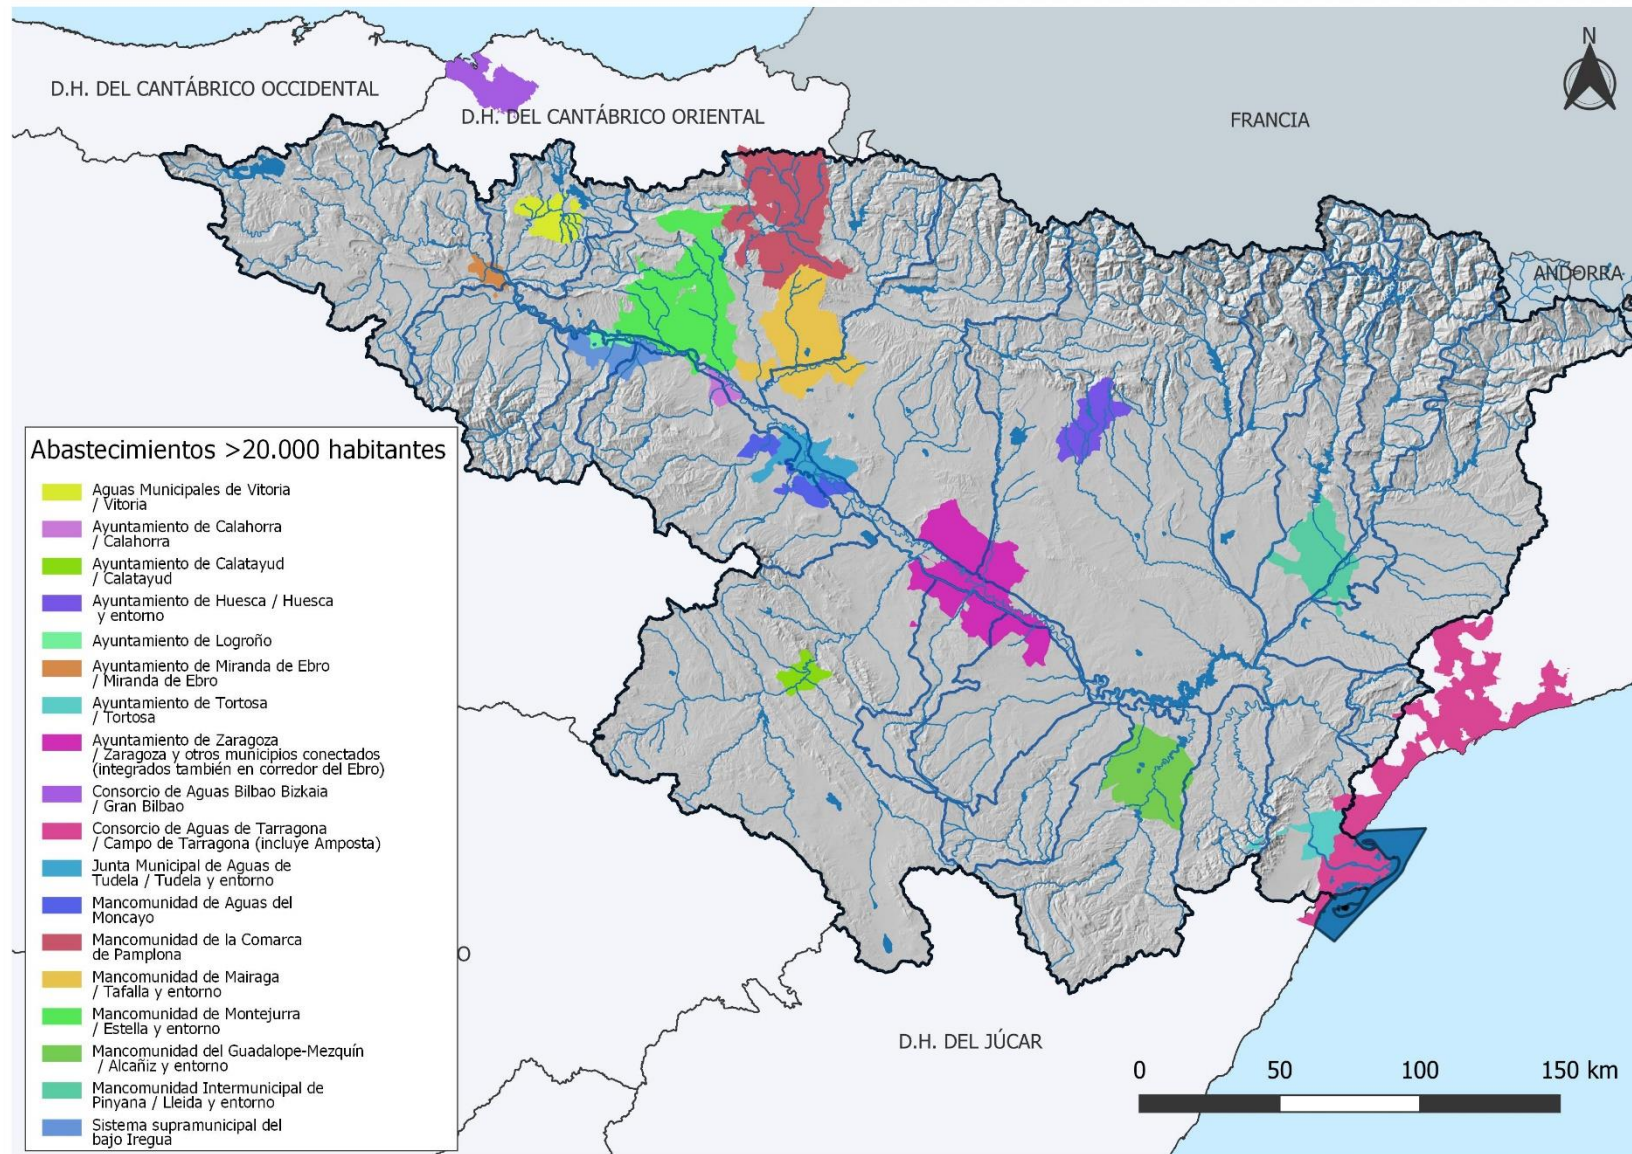 D.H. DEL CANTÁBRICO OCCIDENTAL
D.H. DEL CANTÁBRICO ORIENTAL
FRANCIA
N
ANDORRA
Abastecimientos >20.000 habitantes
Aguas Municipales de Vitoria
/ Vitoria
Ayuntamiento de Calahorra
/ Calahorra
Ayuntamiento de Calatayud
/ Calatayud
Ayuntamiento de Huesca / Huesca
y entorno
Ayuntamiento de Logroño
Ayuntamiento de Miranda de Ebro
/ Miranda de Ebro
Ayuntamiento de Tortosa
/ Tortosa
Ayuntamiento de Zaragoza
/ Zaragoza y otros municipios conectados
(integrados también en corredor del Ebro)
Consorcio de Aguas Bilbao Bizkaia
/ Gran Bilbao
Consorcio de Aguas de Tarragona
/ Campo de Tarragona (incluye Amposta)
Junta Municipal de Aguas de
Tudela / Tudela y entorno
Mancomunidad de Aguas del
Moncayo
Mancomunidad de la Comarca
de Pamplona
Mancomunidad de Mairaga
/ Tafalla y entorno
Mancomunidad de Montejurra
/ Estella y entorno
Mancomunidad del Guadalope-Mezquín
/ Alcañiz y entorno
Mancomunidad Intermunicipal de
Pinyana / Lleida y entorno
Sistema supramunicipal del
bajo Iregua
O
D.H. DEL JÚCAR
0 50 100 150 km